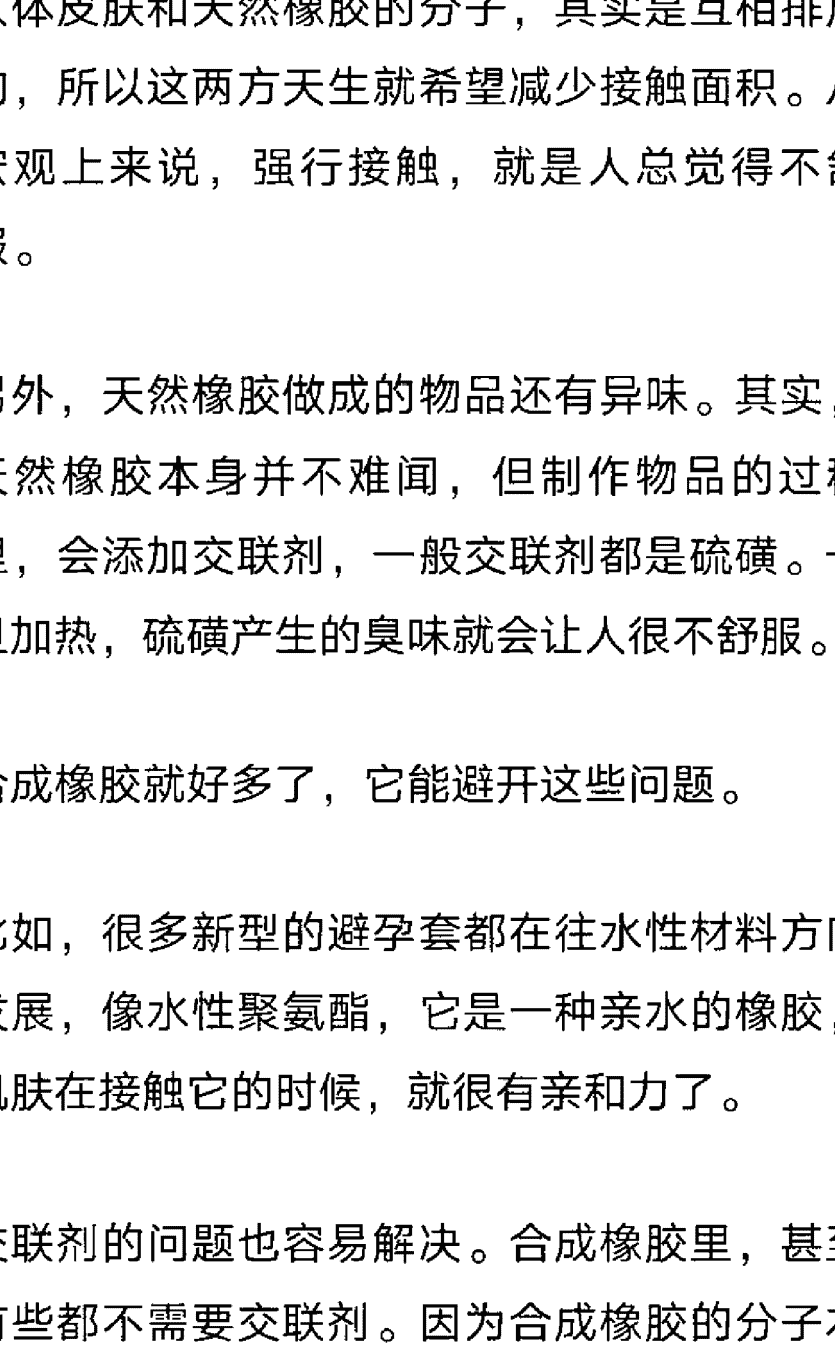 人体皮肤和天然橡胶的分子，其实是互相排斥
的，所以这两方天生就希望减少接触面积。从
宏观上来说，强行接触，就是人总觉得不舒
服。
另外，天然橡胶做成的物品还有异味。其实，
天然橡胶本身并不难闻，但制作物品的过程
里，会添加交联剂，一般交联剂都是硫磺。一
旦加热，硫磺产生的臭味就会让人很不舒服。
合成橡胶就好多了，它能避开这些问题。
比如，很多新型的避孕套都在往水性材料方向
发展，像水性聚氨酯，它是一种亲水的橡胶，
肌肤在接触它的时候，就很有亲和力了。
交联剂的问题也容易解决。合成橡胶里，甚至
有些都不需要交联剂。因为合成橡胶的分子